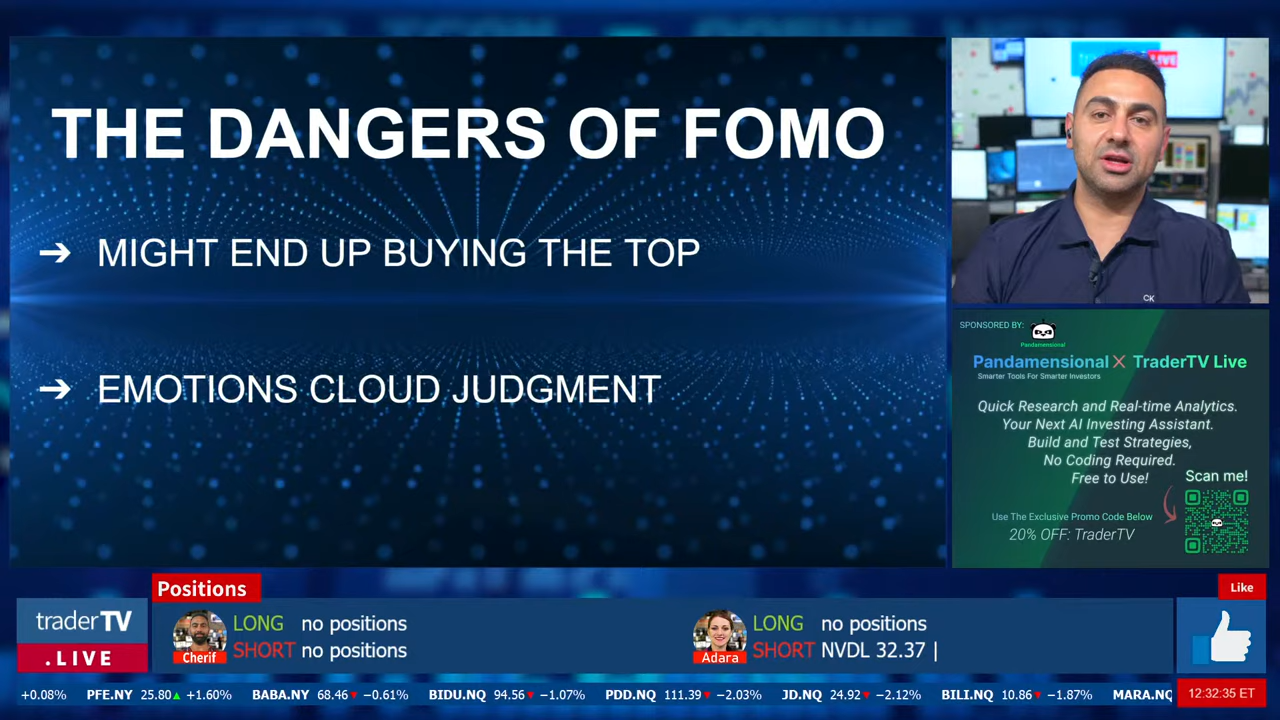 THE DANGERS OF FOMO
➔ MIGHT END UP BUYING THE TOP
➔ EMOTIONS CLOUD JUDGMENT
LIVE
CK
SPONSORED BY:
Pandamensional
Pandamensional X TraderTV Live
Smarter Tools For Smarter Investors
Quick Research and Real-time Analytics.
Your Next AI Investing Assistant.
Build and Test Strategies,
No Coding Required.
Free to Use!
Scan me!
Use The Exclusive Promo Code Below
20% OFF: TraderTV
Positions
Like
traderTV
.LIVE
Cherif
LONG no positions
SHORT no positions
Adara
LONG no positions
SHORT NVDL 32.37 |
+0.08% PFE.NY 25.80▲ +1.60% BABA.NY 68.46▼ −0.61% BIDU.NQ 94.56▼ −1.07% PDD.NQ 111.39▼ −2.03% JD.NQ 24.92▼ −2.12% BILI.NQ 10.86▼ −1.87% MARA.NQ
12:32:35 ET